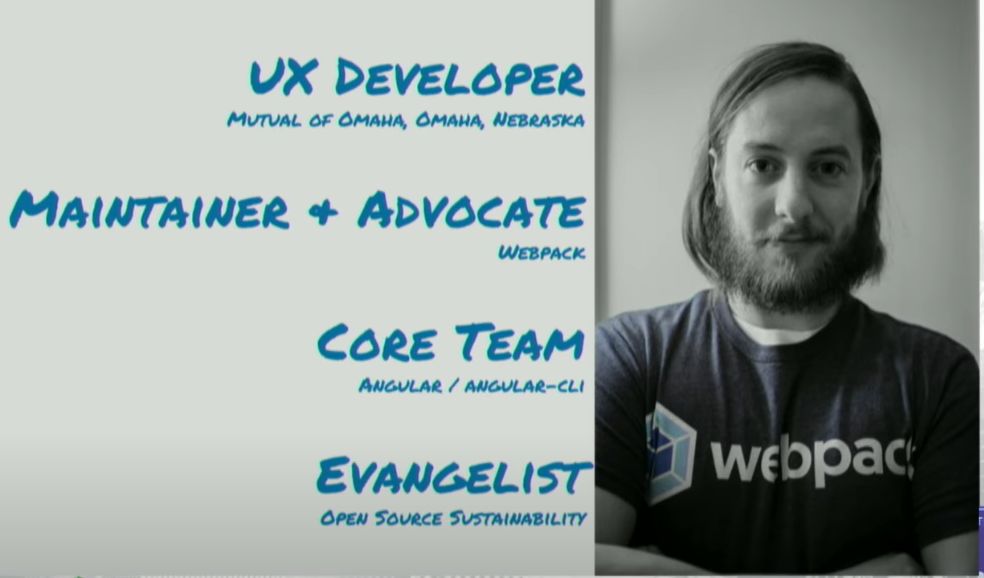 UX Developer
Mutual of Omaha, Omaha, Nebraska
Maintainer & Advocate
Webpack
Core Team
Angular / angular-cli
Evangelist
Open Source Sustainability
webpack